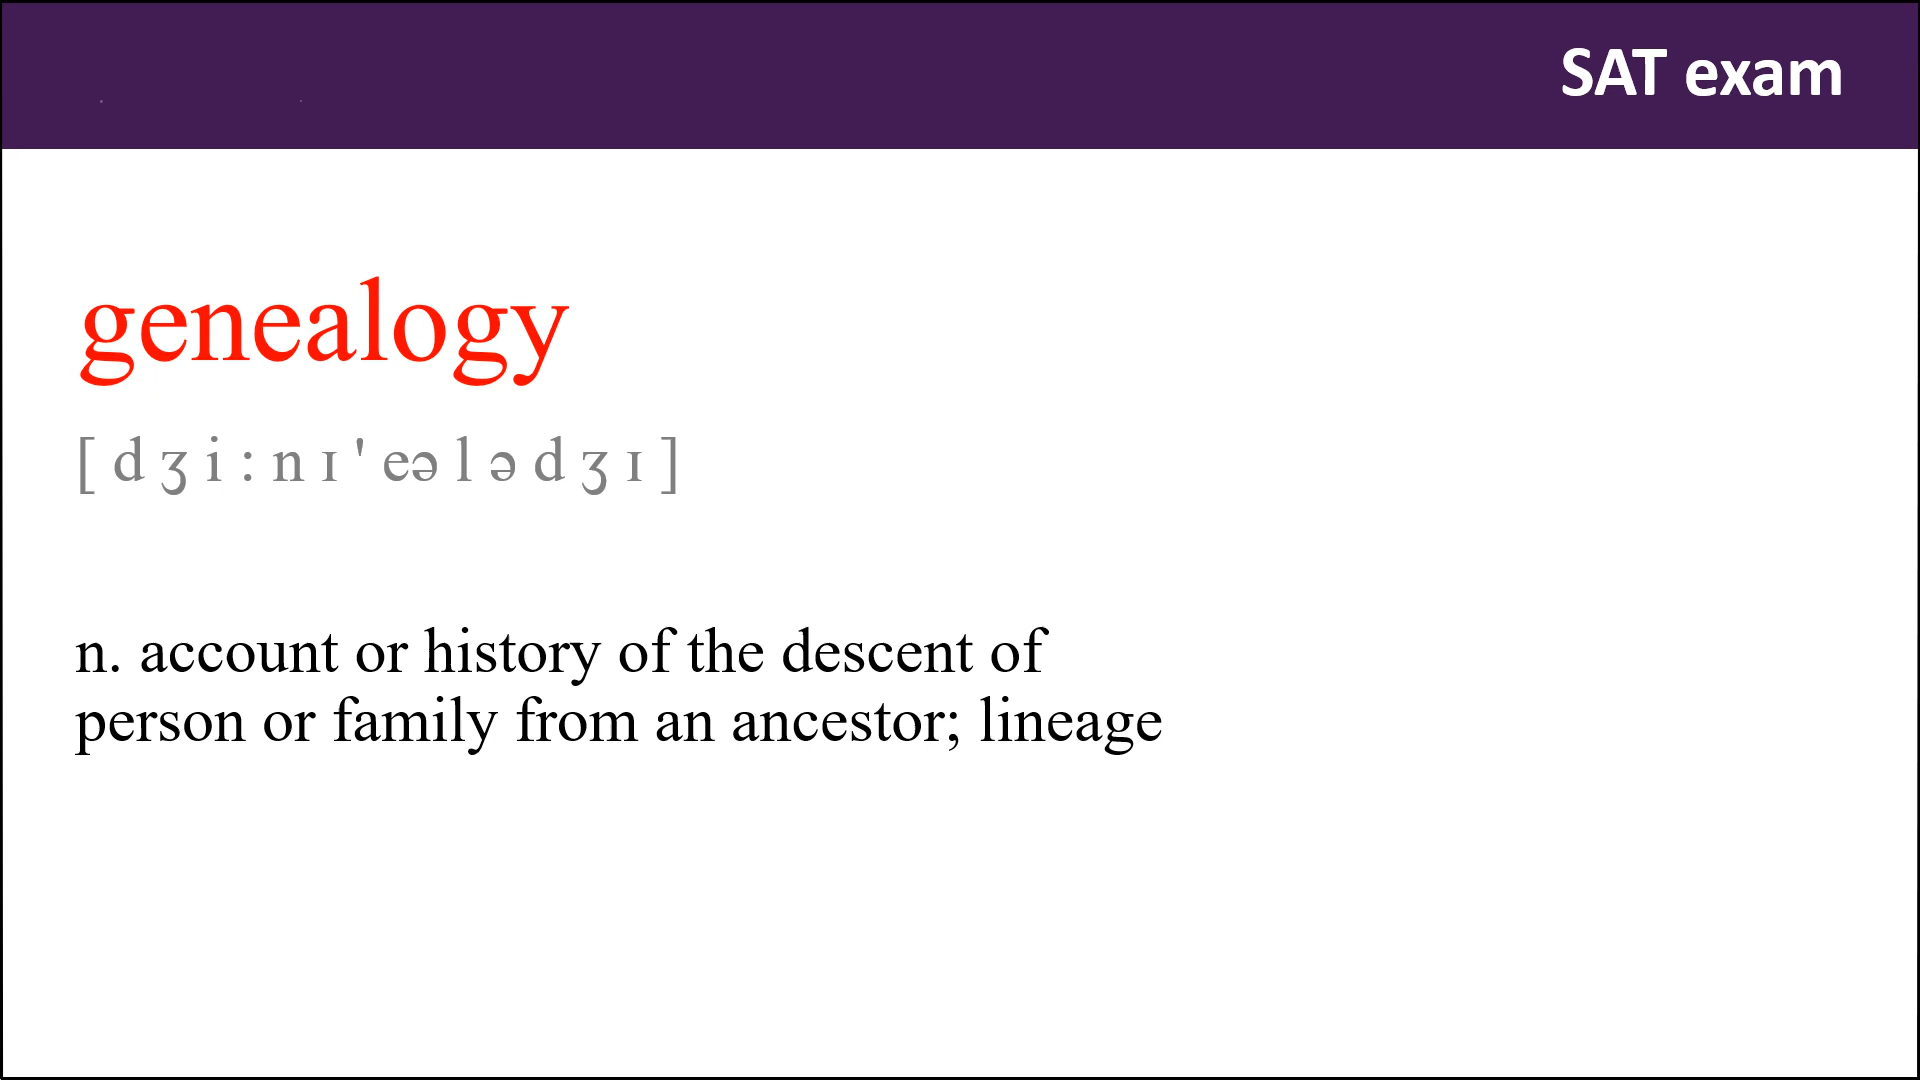 SAT exam
genealogy
[ d ʒ i : n ɪ ' eə l ə d ʒ ɪ ]
n. account or history of the descent of
person or family from an ancestor; lineage